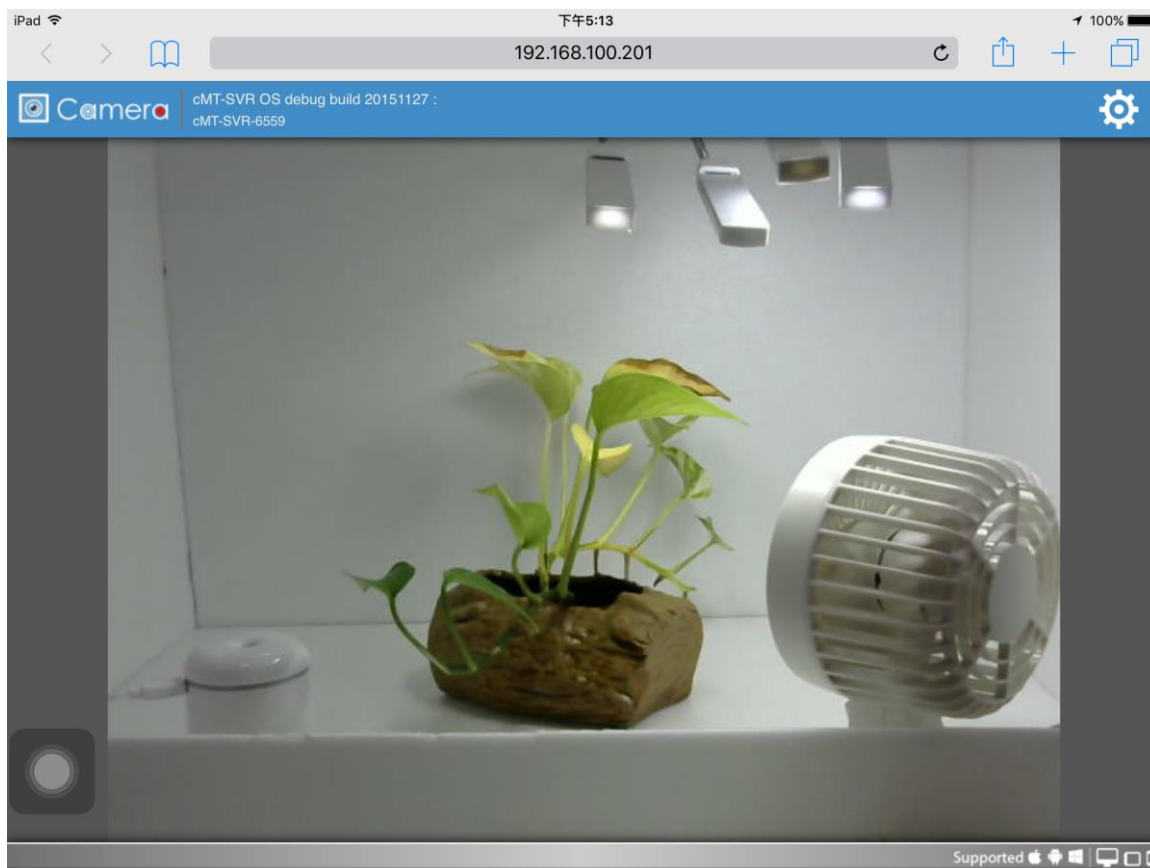 iPad
下午5:13
100%
192.168.100.201
Camera
cMT-SVR OS debug build 20151127 :
cMT-SVR-6559
Supported